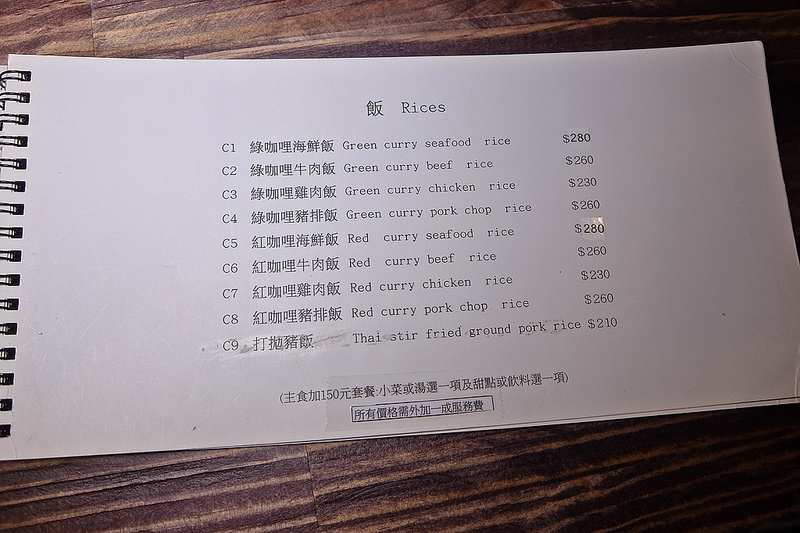 飯 Rices
C1 綠咖哩海鮮飯 Green curry seafood rice $280
C2 綠咖哩牛肉飯 Green curry beef rice $260
C3 綠咖哩雞肉飯 Green curry chicken rice $230
C4 綠咖哩豬排飯 Green curry pork chop rice $260
C5 紅咖哩海鮮飯 Red curry seafood rice $280
C6 紅咖哩牛肉飯 Red curry beef rice $260
C7 紅咖哩雞肉飯 Red curry chicken rice $230
C8 紅咖哩豬排飯 Red curry pork chop rice $260
C9 打拋豬飯 Thai stir fried ground pork rice $210
(主食加150元套餐:小菜或湯選一項及甜點或飲料選一項)
所有價格需外加一成服務費